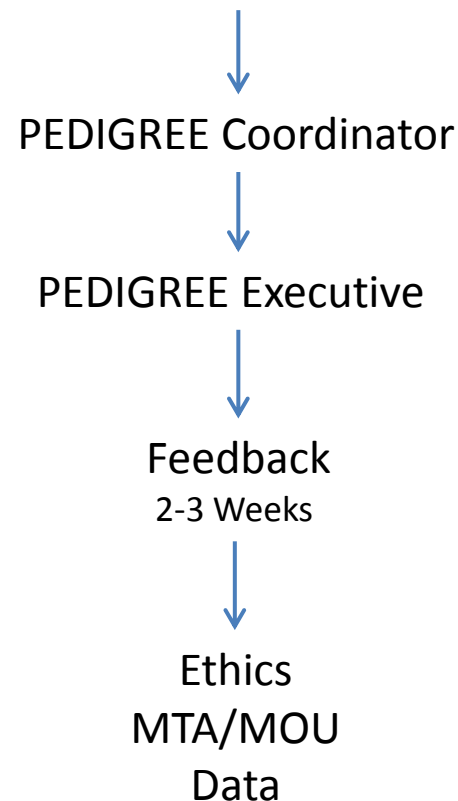 PEDIGREE Coordinator
PEDIGREE Executive
Feedback
2-3 Weeks
Ethics
MTA/MOU
Data